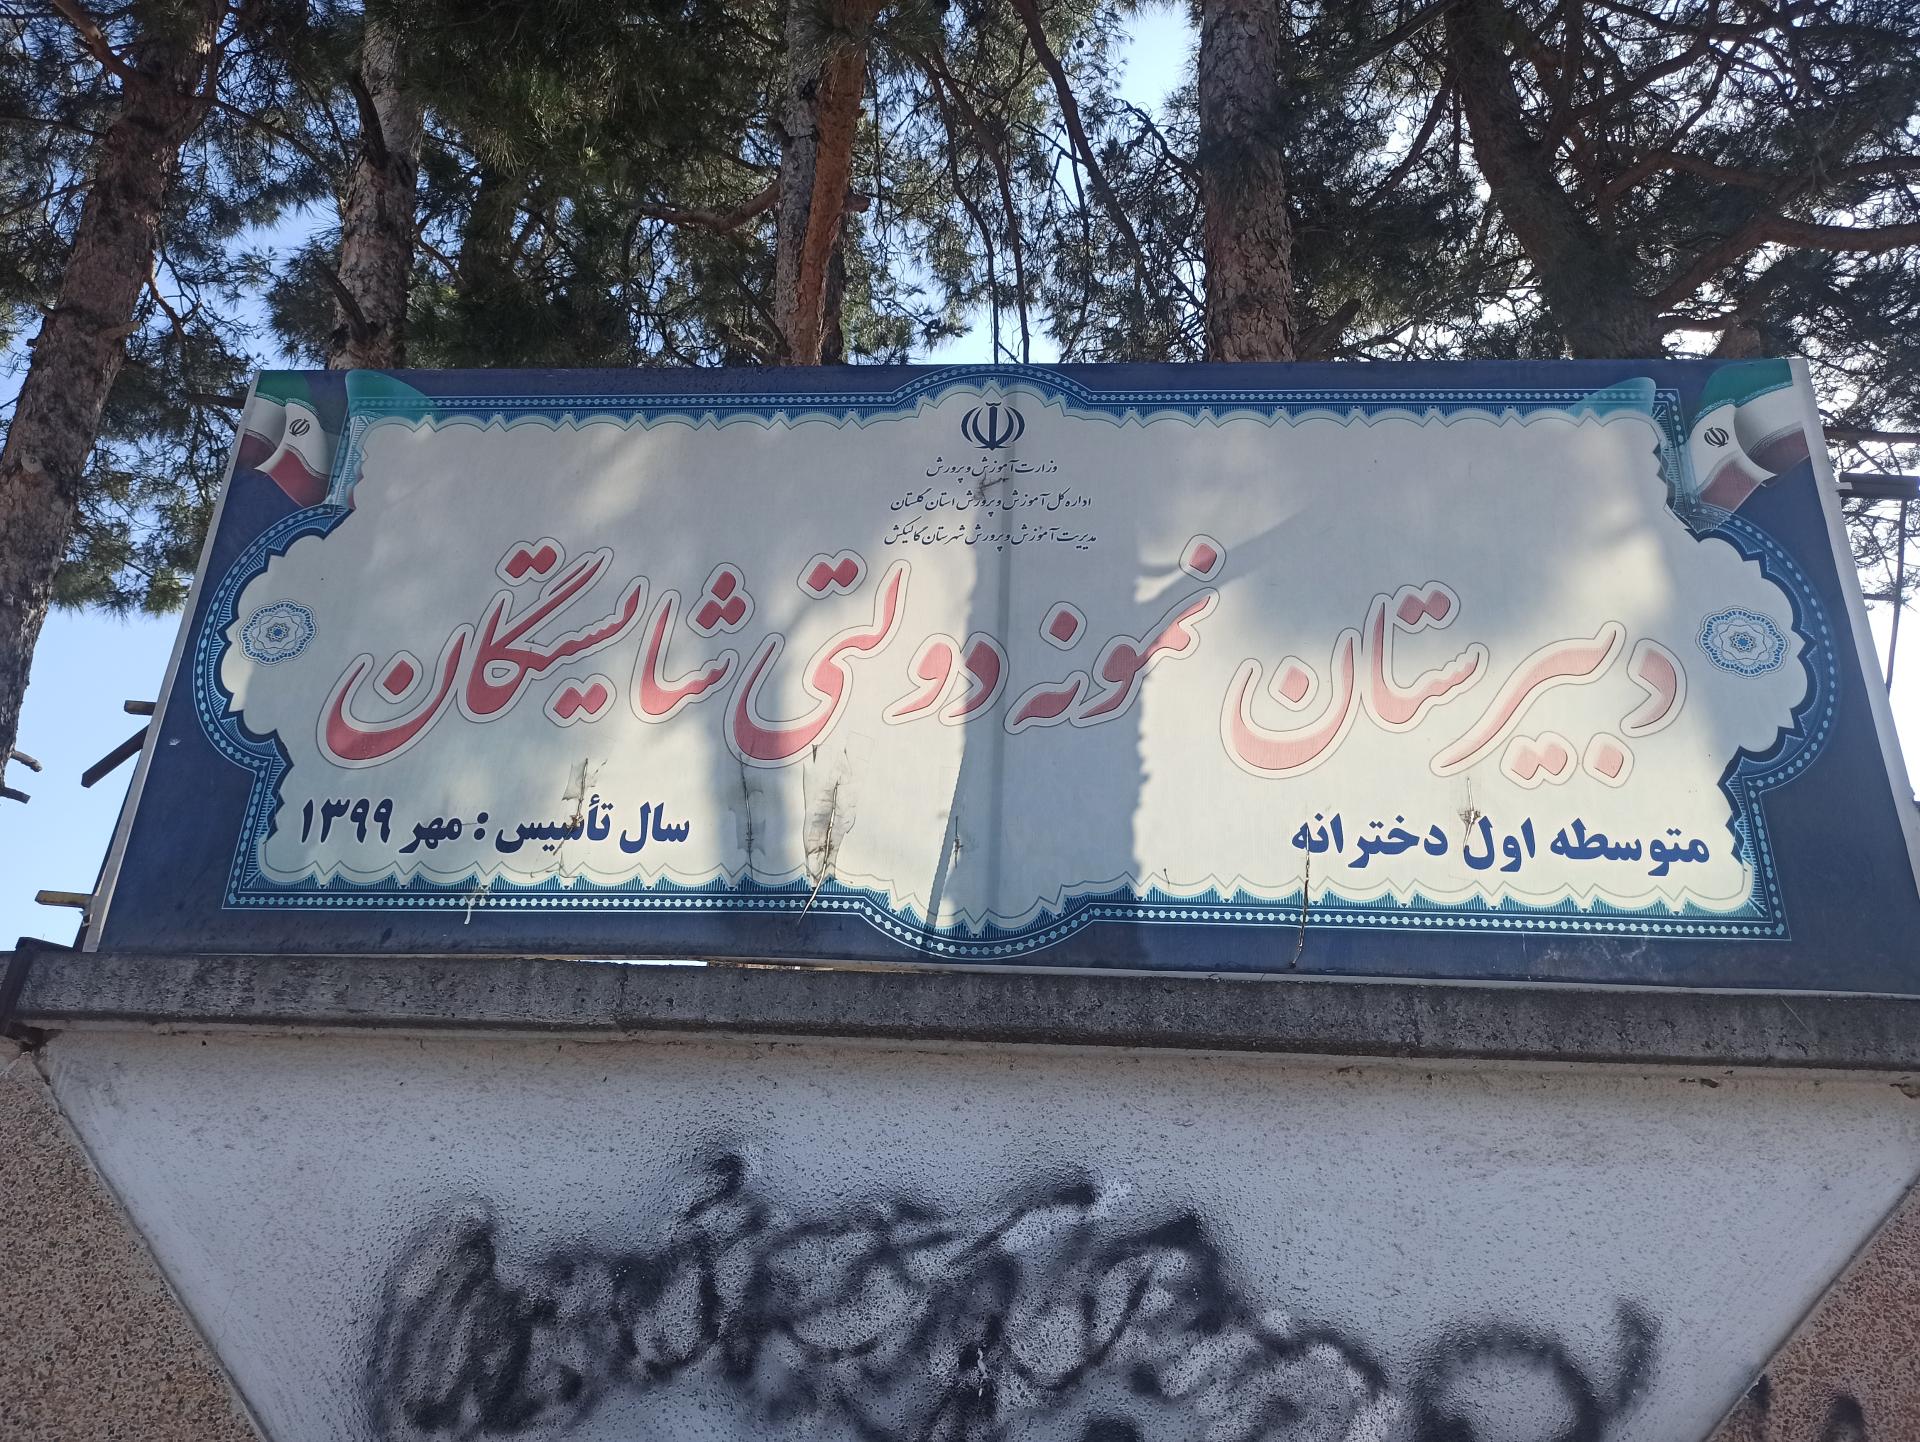 وزارت آموزش و پرورش
اداره کل آموزش و پرورش استان گلستان
مدیریت آموزش و پرورش شهرستان گالیکش
دبیرستان نمونه دولتی شایستگان
متوسطه اول دخترانه
سال تأسیس : مهر ۱۳۹۹